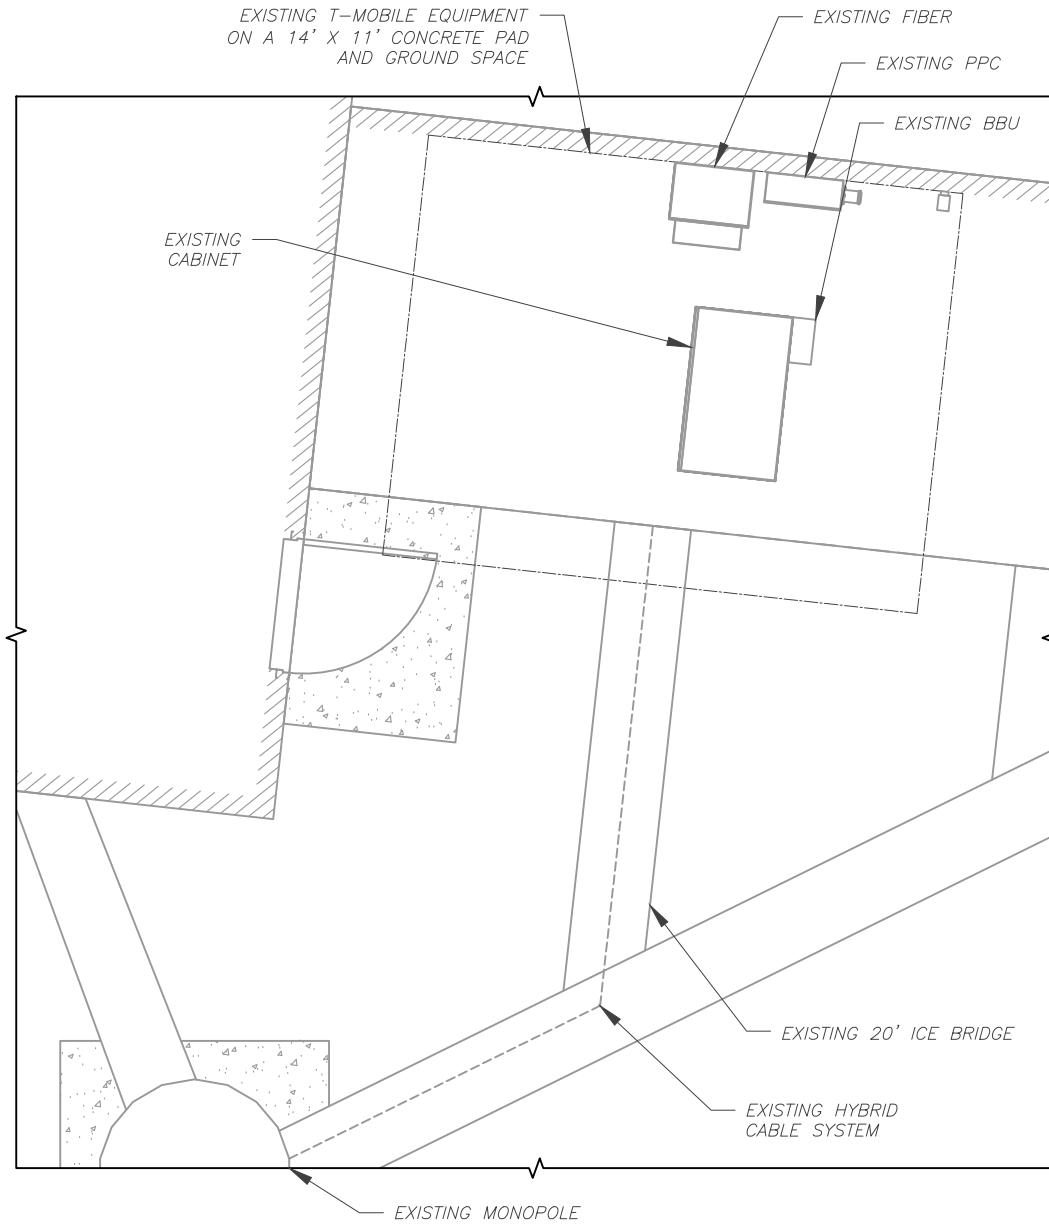 EXISTING T-MOBILE EQUIPMENT
ON A 14' X 11' CONCRETE PAD
AND GROUND SPACE
EXISTING FIBER
EXISTING PPC
EXISTING BBU
EXISTING
CABINET
EXISTING 20' ICE BRIDGE
EXISTING HYBRID
CABLE SYSTEM
EXISTING MONOPOLE